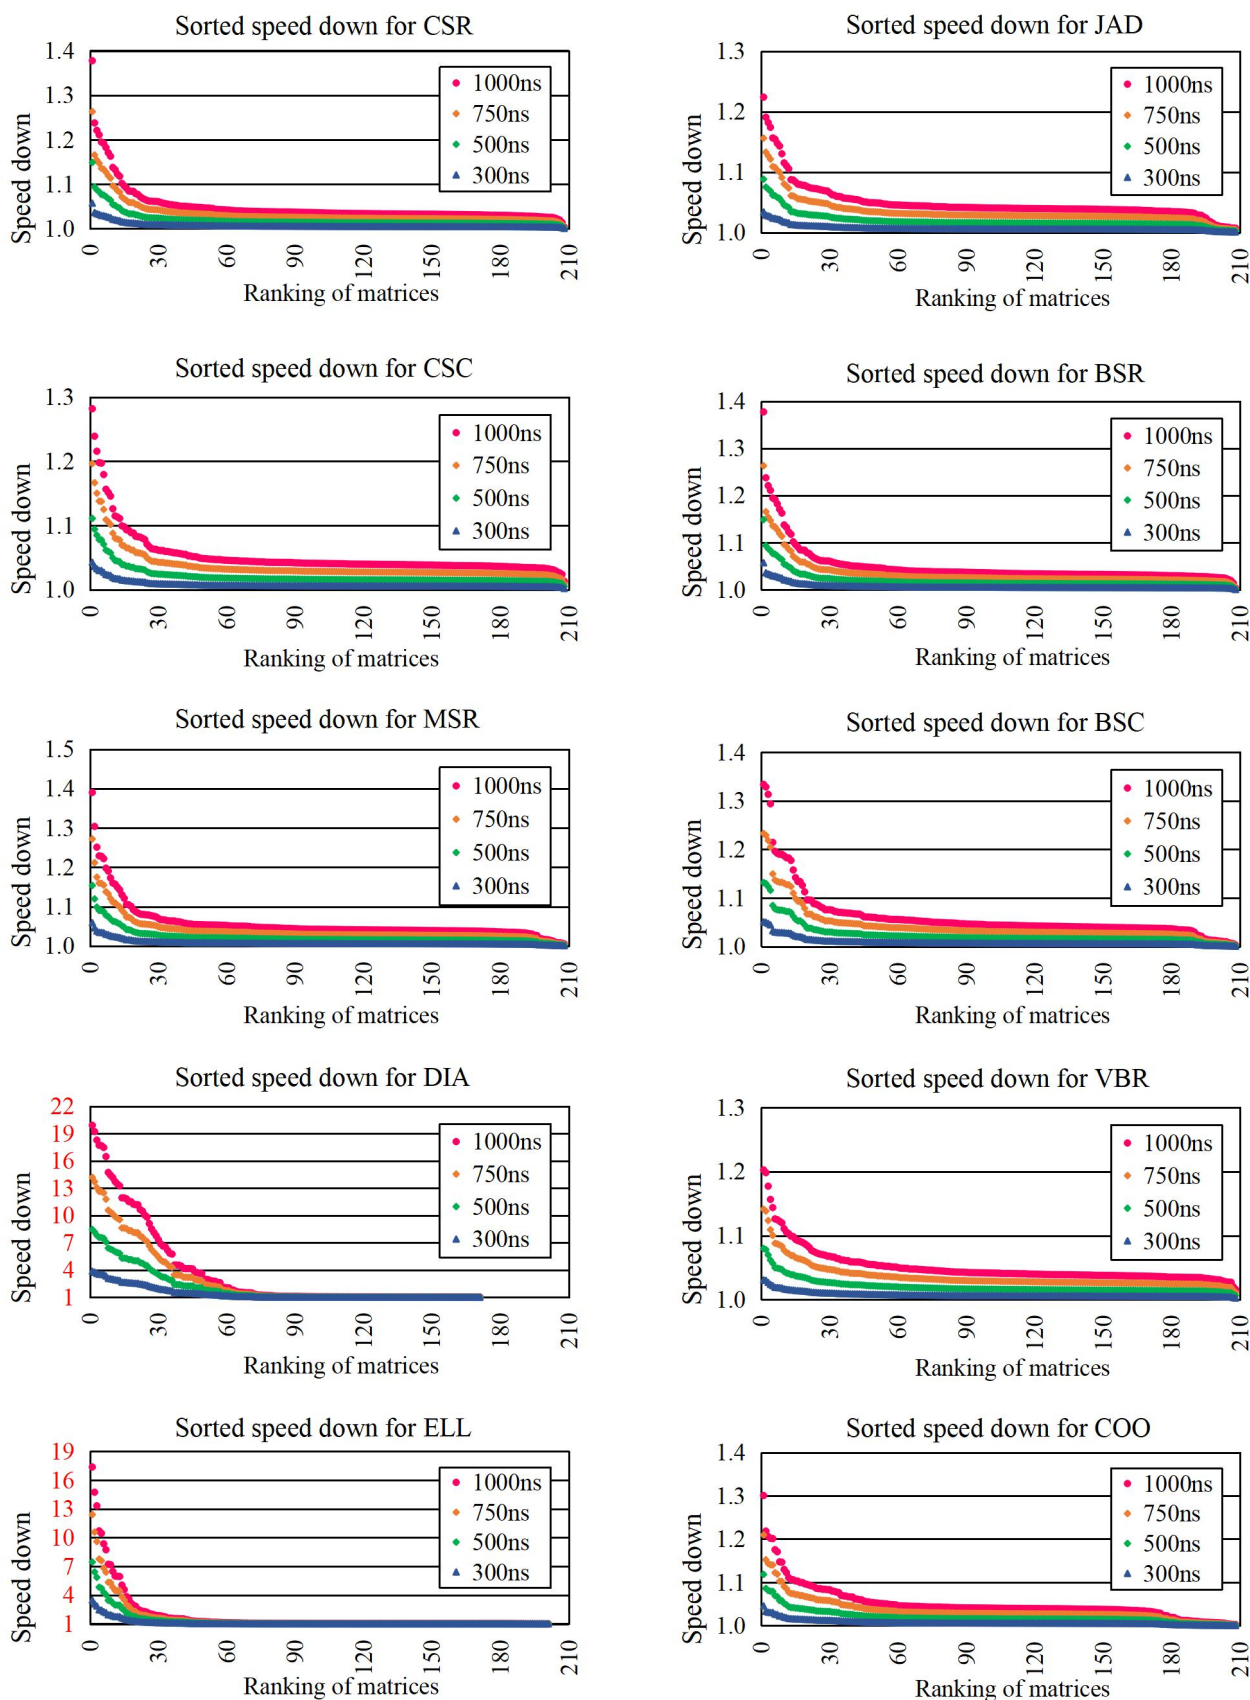 Sorted speed down for CSR
1.4
1.3
1.2
1.1
1.0
Speed down
1000ns
750ns
500ns
300ns
0 30 60 90 120 150 180 210
Ranking of matrices
Sorted speed down for JAD
1.3
1.2
1.1
1.0
Speed down
1000ns
750ns
500ns
300ns
0 30 60 90 120 150 180 210
Ranking of matrices
Sorted speed down for CSC
1.3
1.2
1.1
1.0
Speed down
1000ns
750ns
500ns
300ns
0 30 60 90 120 150 180 210
Ranking of matrices
Sorted speed down for BSR
1.4
1.3
1.2
1.1
1.0
Speed down
1000ns
750ns
500ns
300ns
0 30 60 90 120 150 180 210
Ranking of matrices
Sorted speed down for MSR
1.5
1.4
1.3
1.2
1.1
1.0
Speed down
1000ns
750ns
500ns
300ns
0 30 60 90 120 150 180 210
Ranking of matrices
Sorted speed down for BSC
1.4
1.3
1.2
1.1
1.0
Speed down
1000ns
750ns
500ns
300ns
0 30 60 90 120 150 180 210
Ranking of matrices
Sorted speed down for DIA
22
19
16
13
10
7
4
1
Speed down
1000ns
750ns
500ns
300ns
0 30 60 90 120 150 180 210
Ranking of matrices
Sorted speed down for VBR
1.3
1.2
1.1
1.0
Speed down
1000ns
750ns
500ns
300ns
0 30 60 90 120 150 180 210
Ranking of matrices
Sorted speed down for ELL
19
16
13
10
7
4
1
Speed down
1000ns
750ns
500ns
300ns
0 30 60 90 120 150 180 210
Ranking of matrices
Sorted speed down for COO
1.4
1.3
1.2
1.1
1.0
Speed down
1000ns
750ns
500ns
300ns
0 30 60 90 120 150 180 210
Ranking of matrices